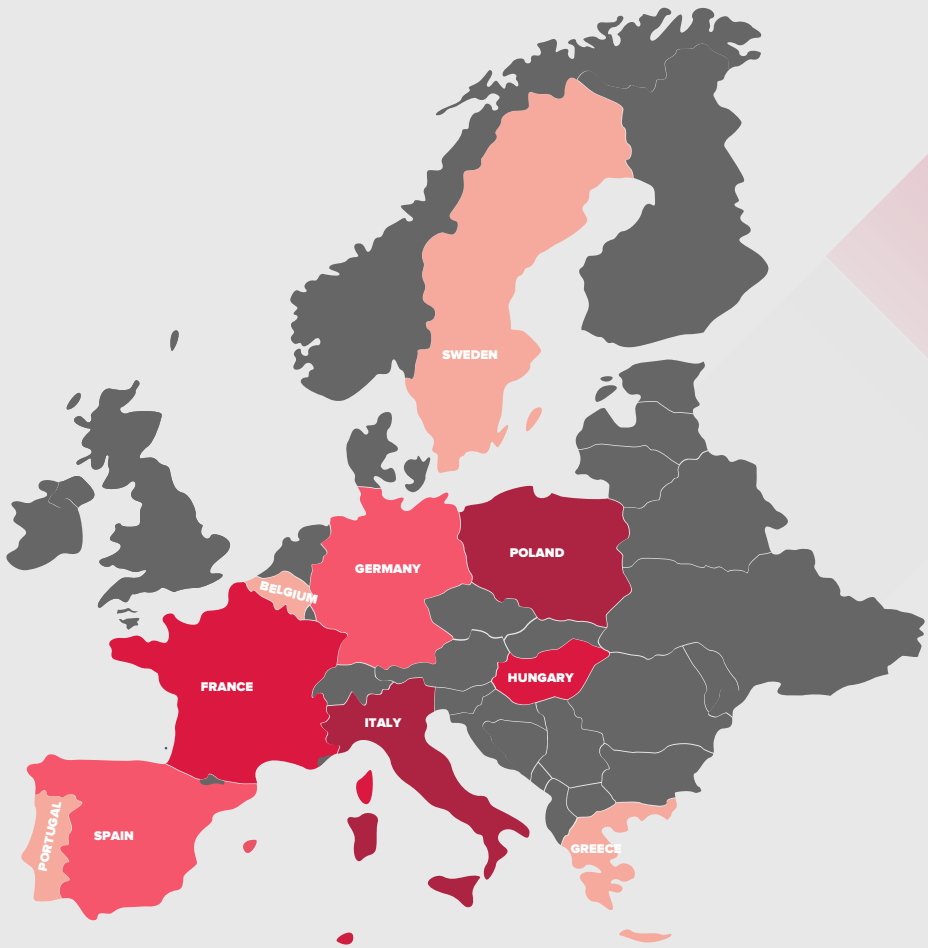 SWEDEN
POLAND
GERMANY
BELGIUM
FRANCE
HUNGARY
ITALY
PORTUGAL
SPAIN
GREECE